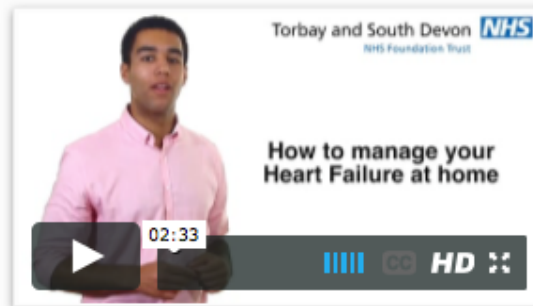 Torbay and South Devon NHS
NHS Foundation Trust
How to manage your
Heart Failure at home
02:33
CC HD